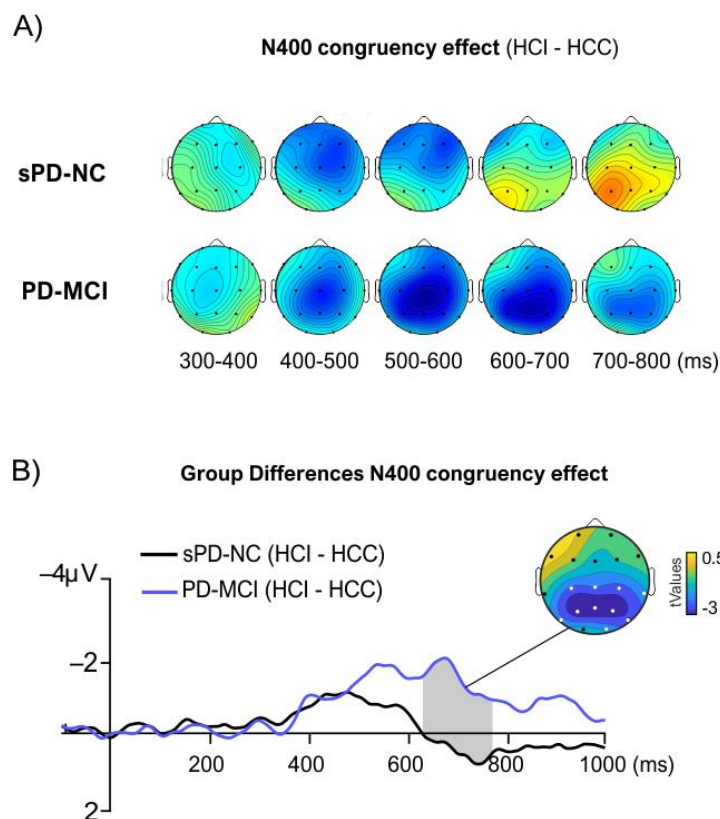 A)
N400 congruency effect (HCI - HCC)
sPD-NC
PD-MCI
300-400 400-500 500-600 600-700 700-800 (ms)
B)
Group Differences N400 congruency effect
sPD-NC (HCI - HCC)
PD-MCI (HCI - HCC)
0.5
tValues
-3
–4µV
–2
200 400 600 800 1000 (ms)
2